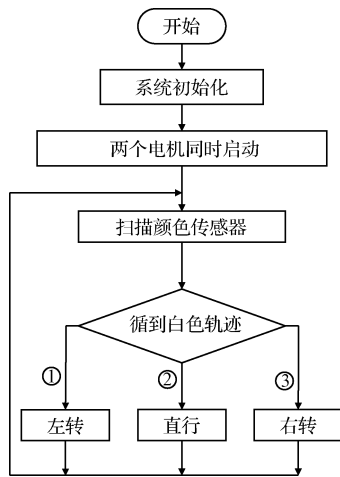 开始
系统初始化
两个电机同时启动
扫描颜色传感器
循到白色轨迹
① ② ③
左转 直行 右转